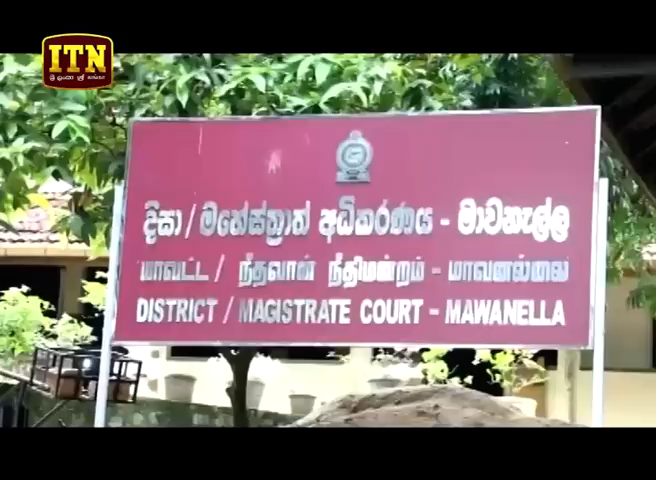 ITN
දිසා / මහේස්ත්‍රාත් අධිකරණය - මාවනැල්ල
மாவட்ட / நீதவான் நீதிமன்றம் - மாவனல்லை
DISTRICT / MAGISTRATE COURT - MAWANELLA